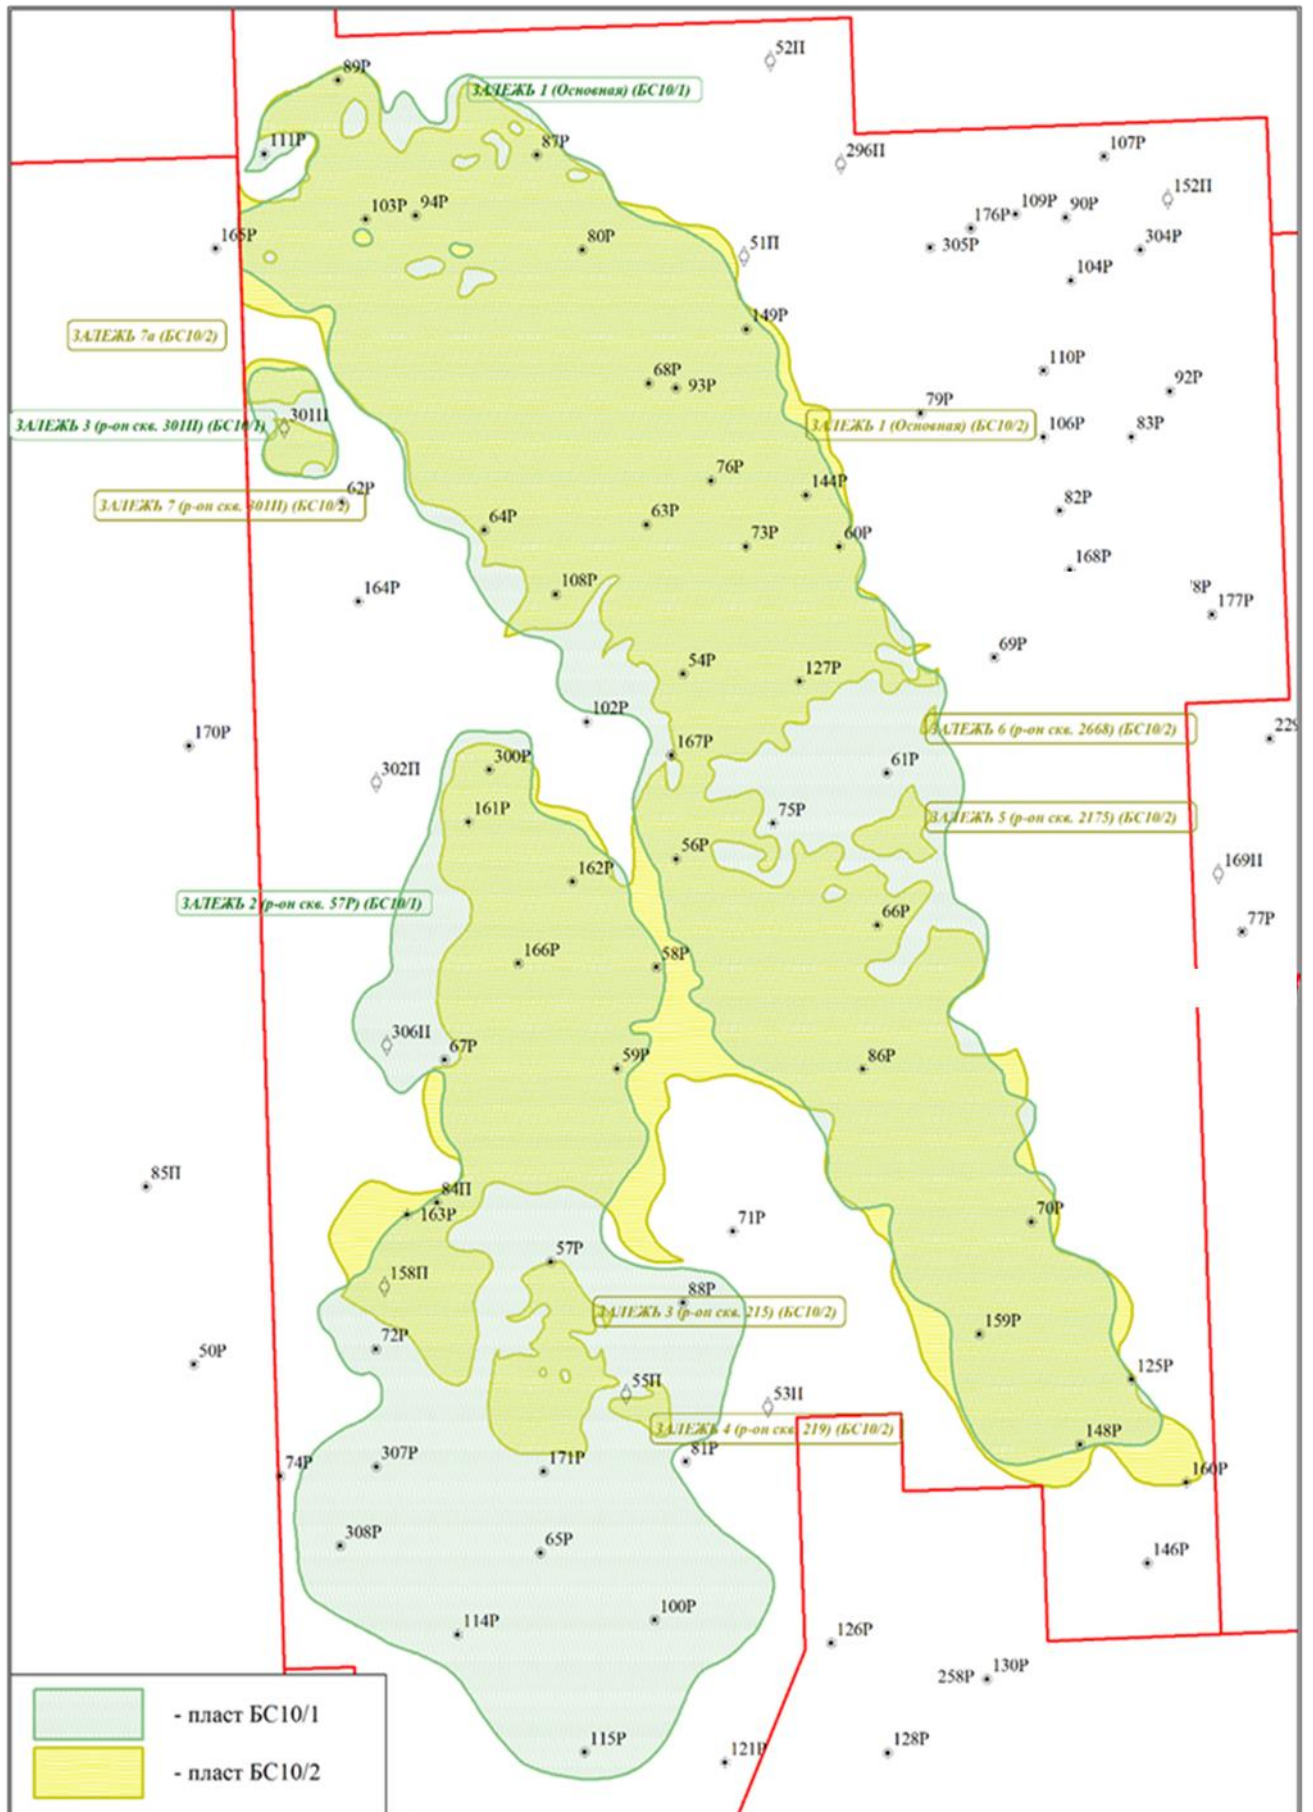 52П
89Р
ЗАЛЕЖЬ 1 (Основная) (БС10/1)
111Р
87Р
296П
107Р
152П
103Р
94Р
109Р
90Р
176Р
165Р
80Р
51П
305Р
304Р
104Р
ЗАЛЕЖЬ 7а (БС10/2)
149Р
110Р
68Р
93Р
92Р
79Р
301П
ЗАЛЕЖЬ 3 (р-он скв. 301П) (БС10/1)
ЗАЛЕЖЬ 1 (Основная) (БС10/2)
106Р
83Р
76Р
144Р
62Р
ЗАЛЕЖЬ 7 (р-он скв. 301П) (БС10/2)
82Р
64Р
63Р
73Р
60Р
168Р
164Р
108Р
8Р
177Р
69Р
54Р
127Р
102Р
ЗАЛЕЖЬ 6 (р-он скв. 2668) (БС10/2)
229
170Р
167Р
300Р
302П
61Р
161Р
75Р
ЗАЛЕЖЬ 5 (р-он скв. 2175) (БС10/2)
56Р
162Р
169П
ЗАЛЕЖЬ 2 (р-он скв. 57Р) (БС10/1)
66Р
77Р
166Р
58Р
306П
67Р
59Р
86Р
85П
84П
163Р
71Р
70Р
57Р
158П
88Р
ЗАЛЕЖЬ 3 (р-он скв. 215) (БС10/2)
159Р
72Р
50Р
55П
53П
125Р
ЗАЛЕЖЬ 4 (р-он скв. 219) (БС10/2)
148Р
307Р
81Р
74Р
171Р
160Р
308Р
65Р
146Р
100Р
114Р
126Р
258Р
130Р
- пласт БС10/1
115Р
121Р
128Р
- пласт БС10/2